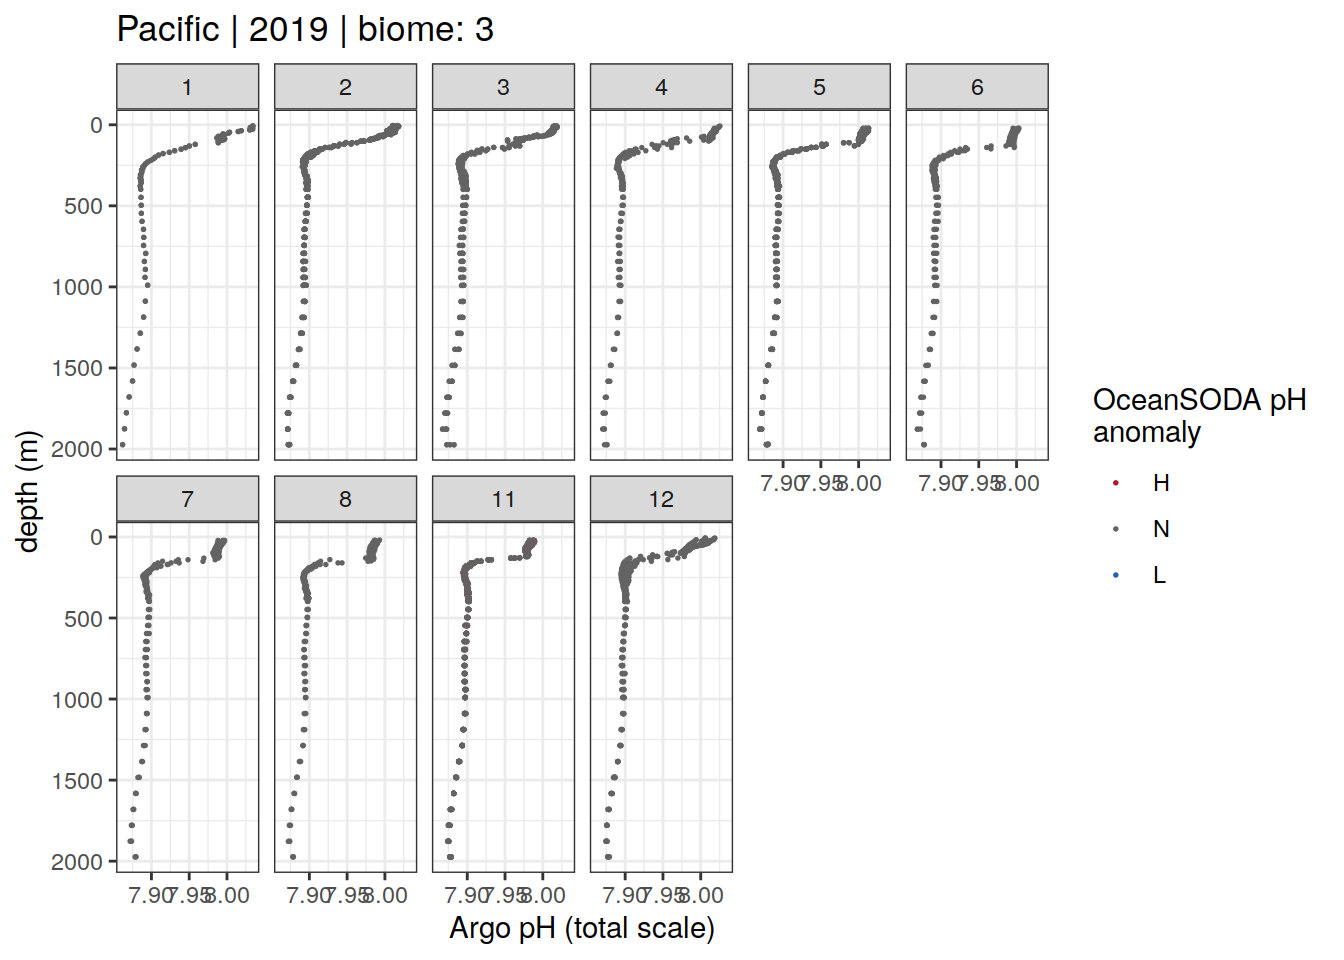 Pacific | 2019 | biome: 3
1 2 3 4 5 6
0
500
1000
1500
2000
7.90 7.95 8.00 7.90 7.95 8.00
7 8 11 12
0
500
1000
1500
2000
7.90 7.95 8.00 7.90 7.95 8.00 7.90 7.95 8.00 7.90 7.95 8.00
depth (m)
Argo pH (total scale)
OceanSODA pH
anomaly
H
N
L